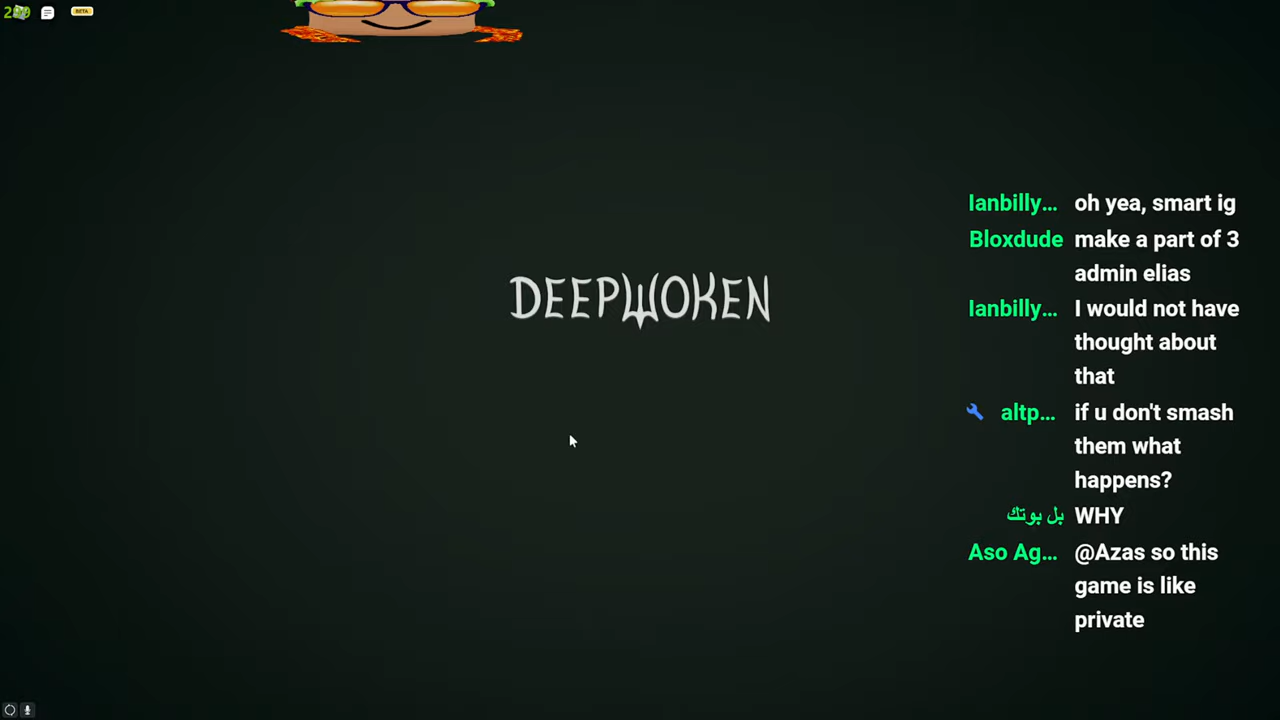 BETA
DEEPWOKEN
Ianbilly… oh yea, smart ig
Bloxdude make a part of 3
admin elias
Ianbilly… I would not have
thought about
that
altp… if u don't smash
them what
happens?
بل بوتك WHY
Aso Ag… @Azas so this
game is like
private